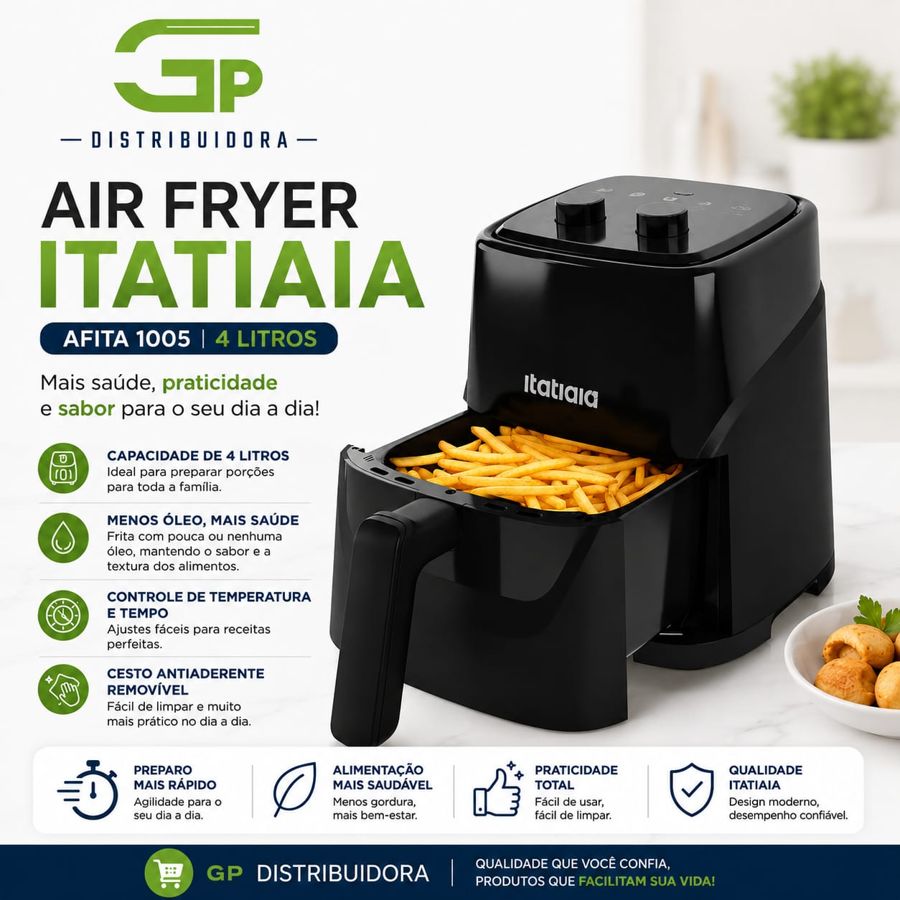 GP
DISTRIBUIDORA
AIR FRYER
ITATIAIA
AFITA 1005 | 4 LITROS
Mais saúde, praticidade
e sabor para o seu dia a dia!
CAPACIDADE DE 4 LITROS
Ideal para preparar porções
para toda a família.
MENOS ÓLEO, MAIS SAÚDE
Frita com pouca ou nenhuma
óleo, mantendo o sabor e a
textura dos alimentos.
CONTROLE DE TEMPERATURA
E TEMPO
Ajustes fáceis para receitas
perfeitas.
CESTO ANTIADERENTE
REMOVÍVEL
Fácil de limpar e muito
mais prático no dia a dia.
itatiaia
PREPARO
MAIS RÁPIDO
Agilidade para o
seu dia a dia.
ALIMENTAÇÃO
MAIS SAUDÁVEL
Menos gordura,
mais bem-estar.
PRATICIDADE
TOTAL
Fácil de usar,
fácil de limpar.
QUALIDADE
ITATIAIA
Design moderno,
desempenho confiável.
GP DISTRIBUIDORA
QUALIDADE QUE VOCÊ CONFIA,
PRODUTOS QUE FACILITAM SUA VIDA!